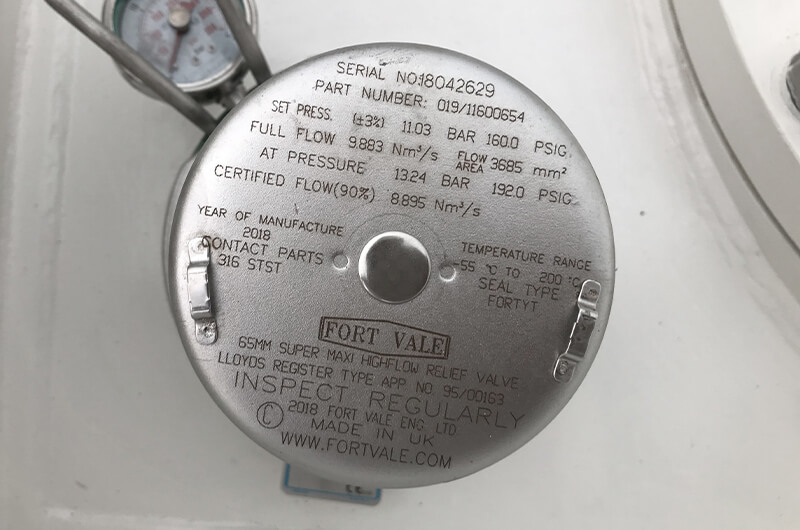 SERIAL NO:18042629
PART NUMBER: 019/11600654
SET PRESS. (±3%) 11.03 BAR 160.0 PSIG.
FULL FLOW 9.883 Nm³/s FLOW AREA 3685 mm²
AT PRESSURE 13.24 BAR 192.0 PSIG.
CERTIFIED FLOW(90%) 8.895 Nm³/s
YEAR OF MANUFACTURE
2018
CONTACT PARTS
316 STST
TEMPERATURE RANGE
-55 °C TO 200 °C
SEAL TYPE
FORTYT
FORT VALE
65MM SUPER MAXI HIGHFLOW RELIEF VALVE
LLOYDS REGISTER TYPE APP NO 95/00163
INSPECT REGULARLY
© 2018 FORT VALE ENG. LTD.
MADE IN UK
WWW.FORTVALE.COM